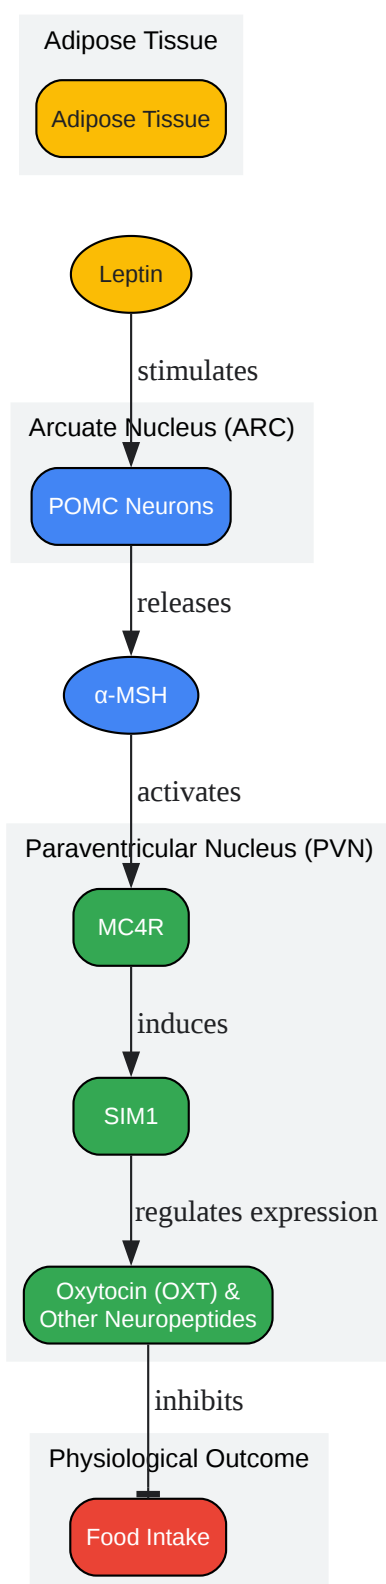 Adipose Tissue
Adipose Tissue
Leptin
stimulates
Arcuate Nucleus (ARC)
POMC Neurons
releases
α-MSH
activates
Paraventricular Nucleus (PVN)
MC4R
induces
SIM1
regulates expression
Oxytocin (OXT) &
Other Neuropeptides
inhibits
Physiological Outcome
Food Intake